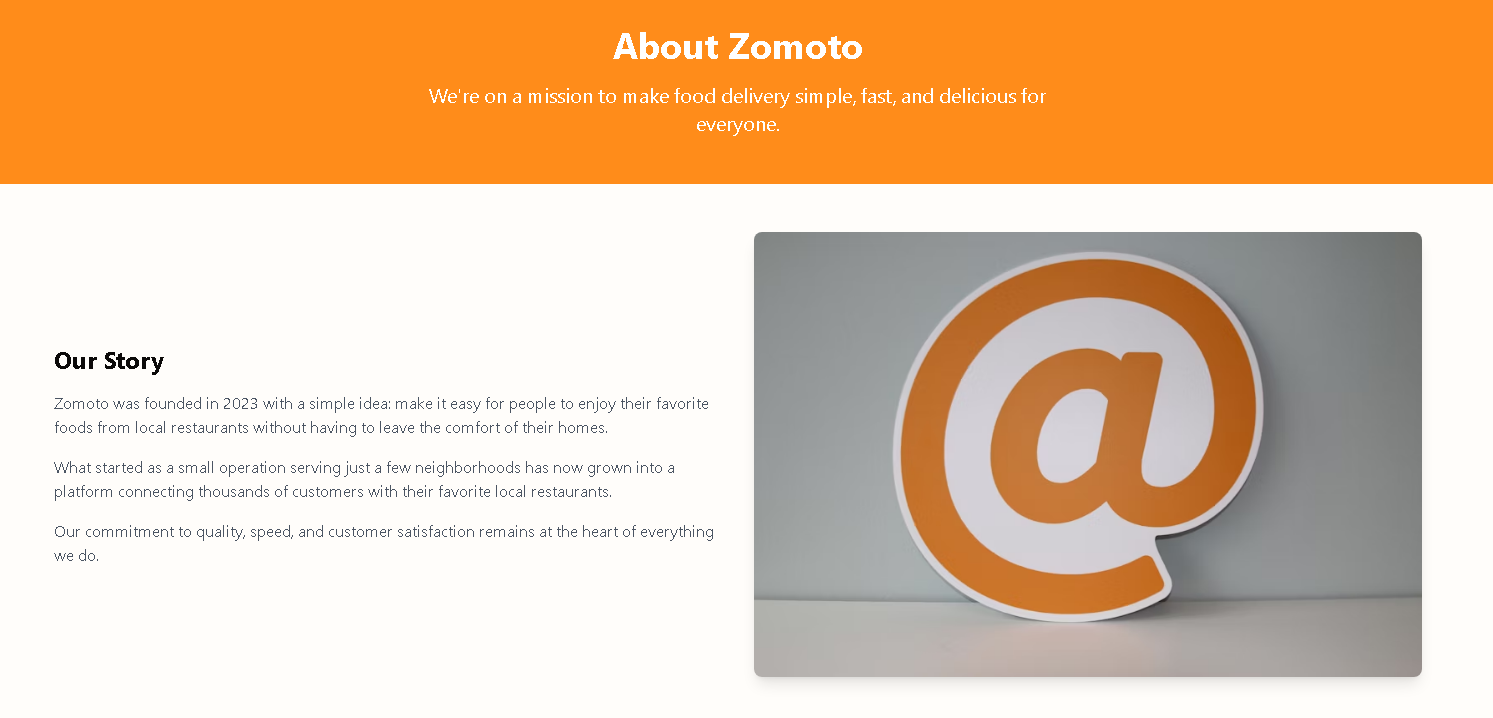 About Zomoto
We're on a mission to make food delivery simple, fast, and delicious for
everyone.
Our Story
Zomoto was founded in 2023 with a simple idea: make it easy for people to enjoy their favorite
foods from local restaurants without having to leave the comfort of their homes.
What started as a small operation serving just a few neighborhoods has now grown into a
platform connecting thousands of customers with their favorite local restaurants.
Our commitment to quality, speed, and customer satisfaction remains at the heart of everything
we do.
@